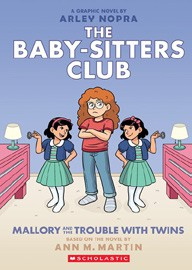 A GRAPHIC NOVEL BY
ARLEY NOPRA
THE
BABY-SITTERS
CLUB
MALLORY AND THE TROUBLE WITH TWINS
BASED ON THE NOVEL BY
ANN M. MARTIN
SCHOLASTIC